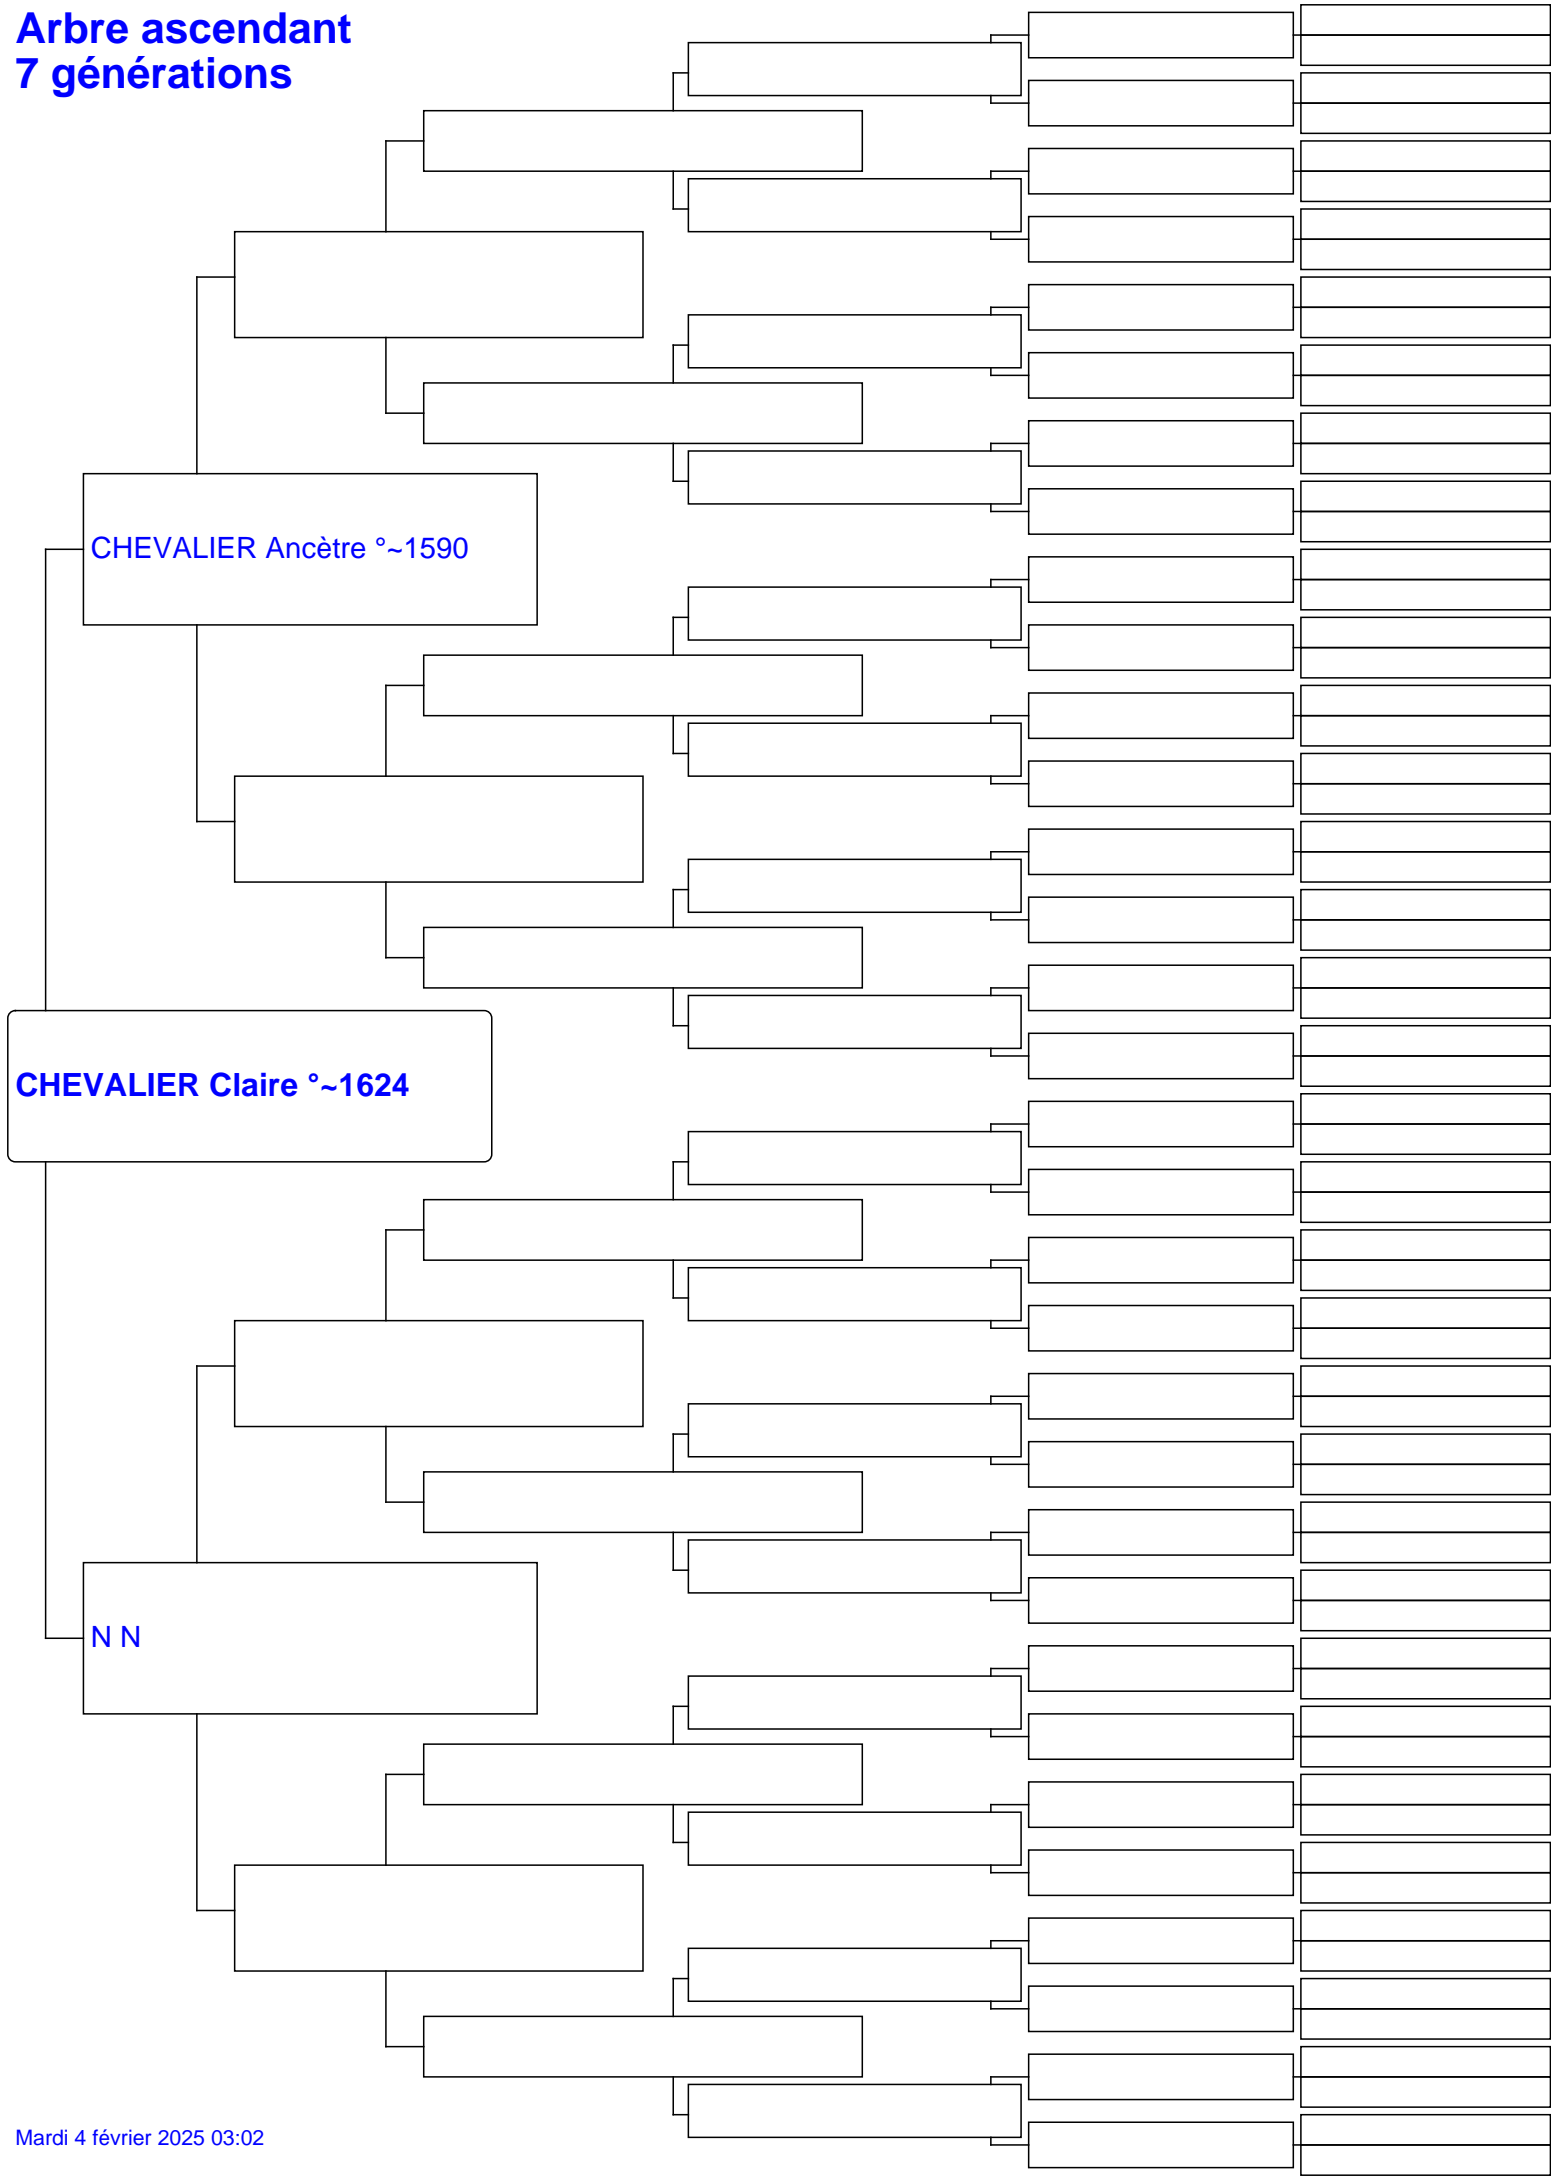 Arbre ascendant
7 générations
CHEVALIER Ancètre °~1590
CHEVALIER Claire °~1624
N N
Mardi 4 février 2025 03:02